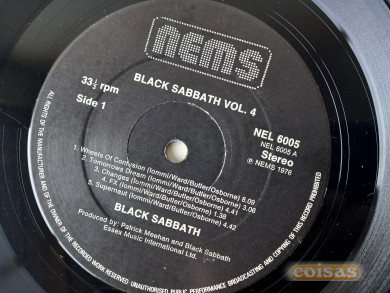 nems
BLACK SABBATH VOL. 4
33⅓ rpm
Side 1
NEL 6005
NEL 6005 A
Stereo
℗ NEMS 1976
1. Wheels of Confusion (Iommi/Ward/Butler/Osborne) 8.09
2. Tomorrows Dream (Iommi/Ward/Butler/Osborne) 3.06
3. Changes (Iommi/Ward/Butler/Osborne) 4.41
4. FX (Iommi/Ward/Butler/Osborne) 1.38
5. Supernaut (Iommi/Ward/Butler/Osborne) 4.42
BLACK SABBATH
Produced by: Patrick Meehan and Black Sabbath
Essex Music International Ltd.
ALL RIGHTS OF THE MANUFACTURER AND OF THE OWNER OF THE RECORDED WORK RESERVED UNAUTHORISED PUBLIC PERFORMANCE BROADCASTING AND COPYING OF THIS RECORD PROHIBITED
coisas